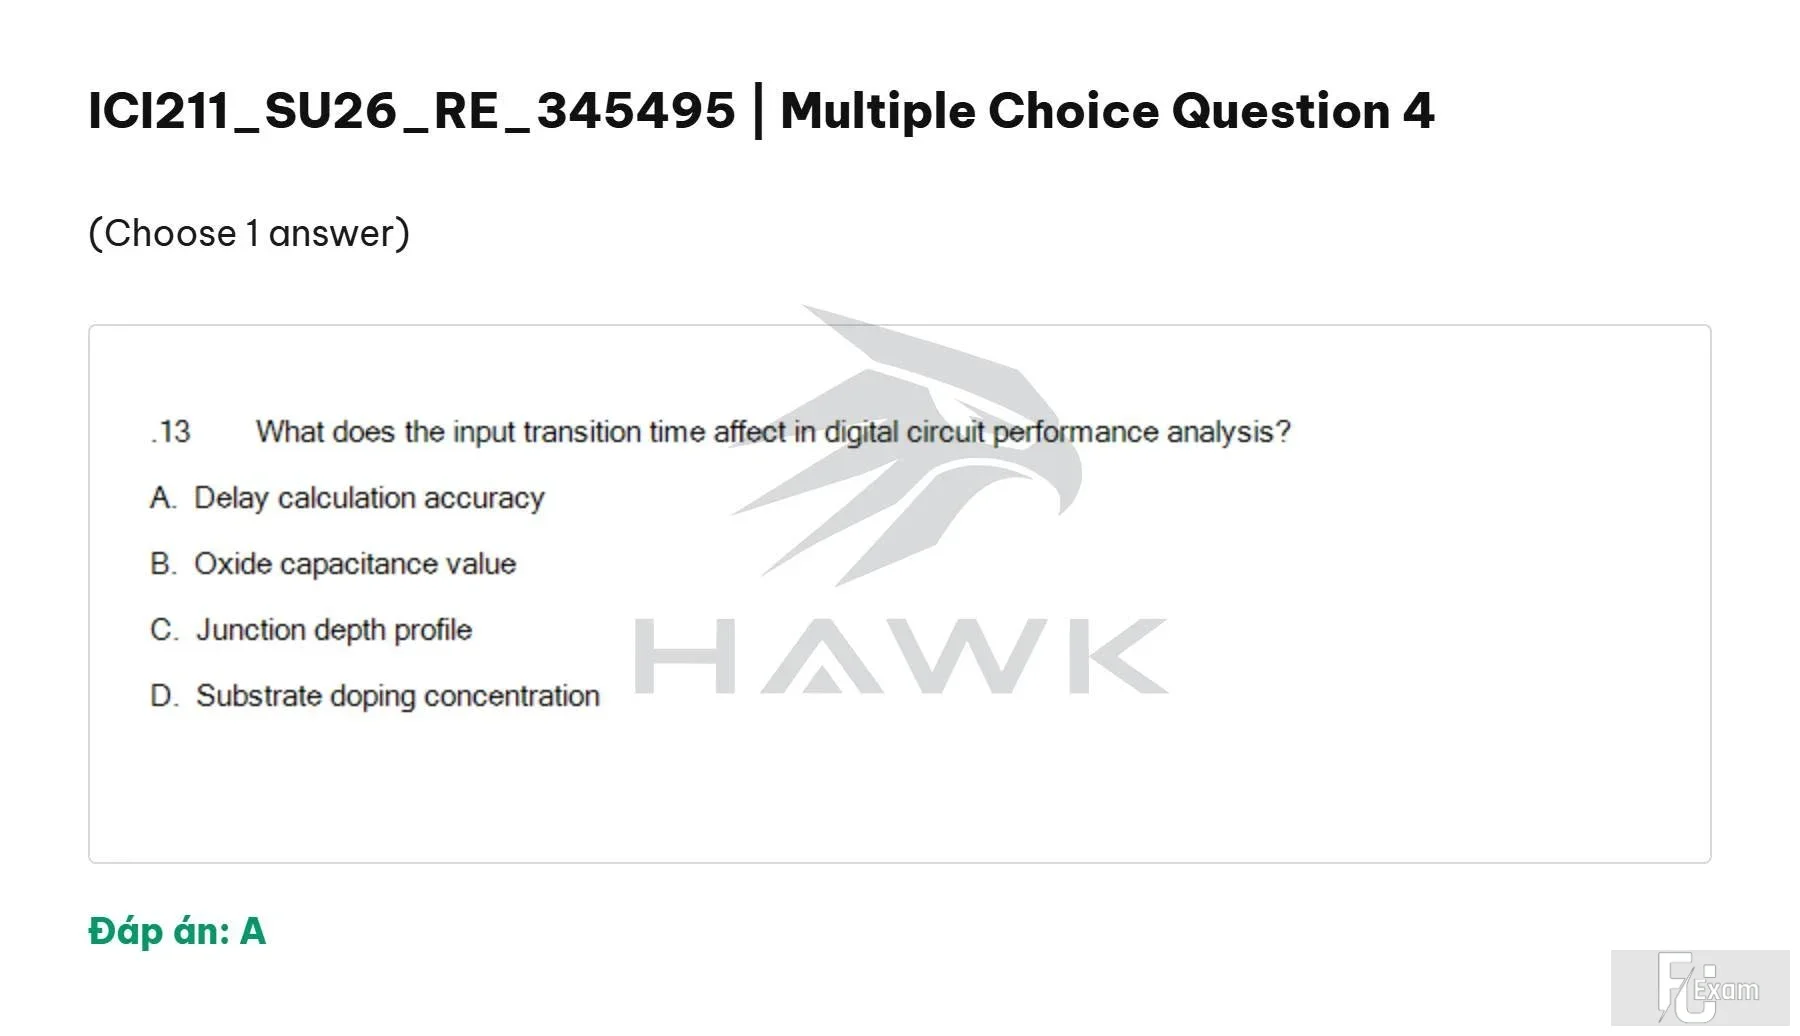 ICI211_SU26_RE_345495 | Multiple Choice Question 4
(Choose 1 answer)
.13 What does the input transition time affect in digital circuit performance analysis?
A. Delay calculation accuracy
B. Oxide capacitance value
C. Junction depth profile
D. Substrate doping concentration
HAWK
Đáp án: A
FU Exam